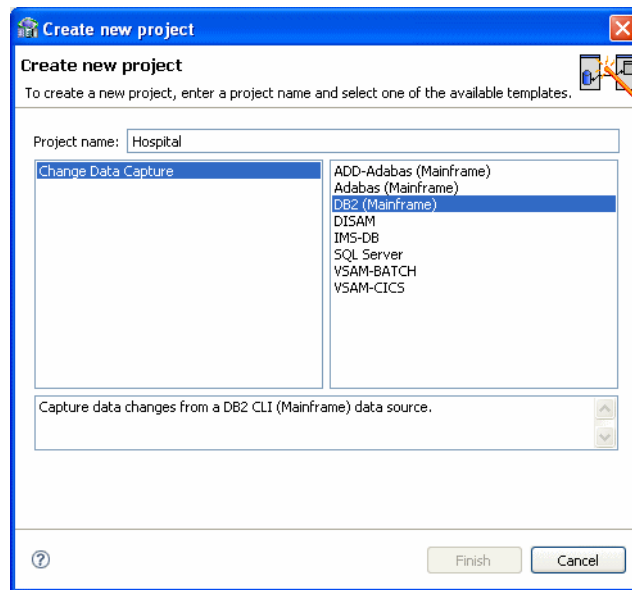 Create new project
Create new project
To create a new project, enter a project name and select one of the available templates.
Project name: Hospital
Change Data Capture
ADD-Adabas (Mainframe)
Adabas (Mainframe)
DB2 (Mainframe)
DISAM
IMS-DB
SQL Server
VSAM-BATCH
VSAM-CICS
Capture data changes from a DB2 CLI (Mainframe) data source.
? Finish Cancel